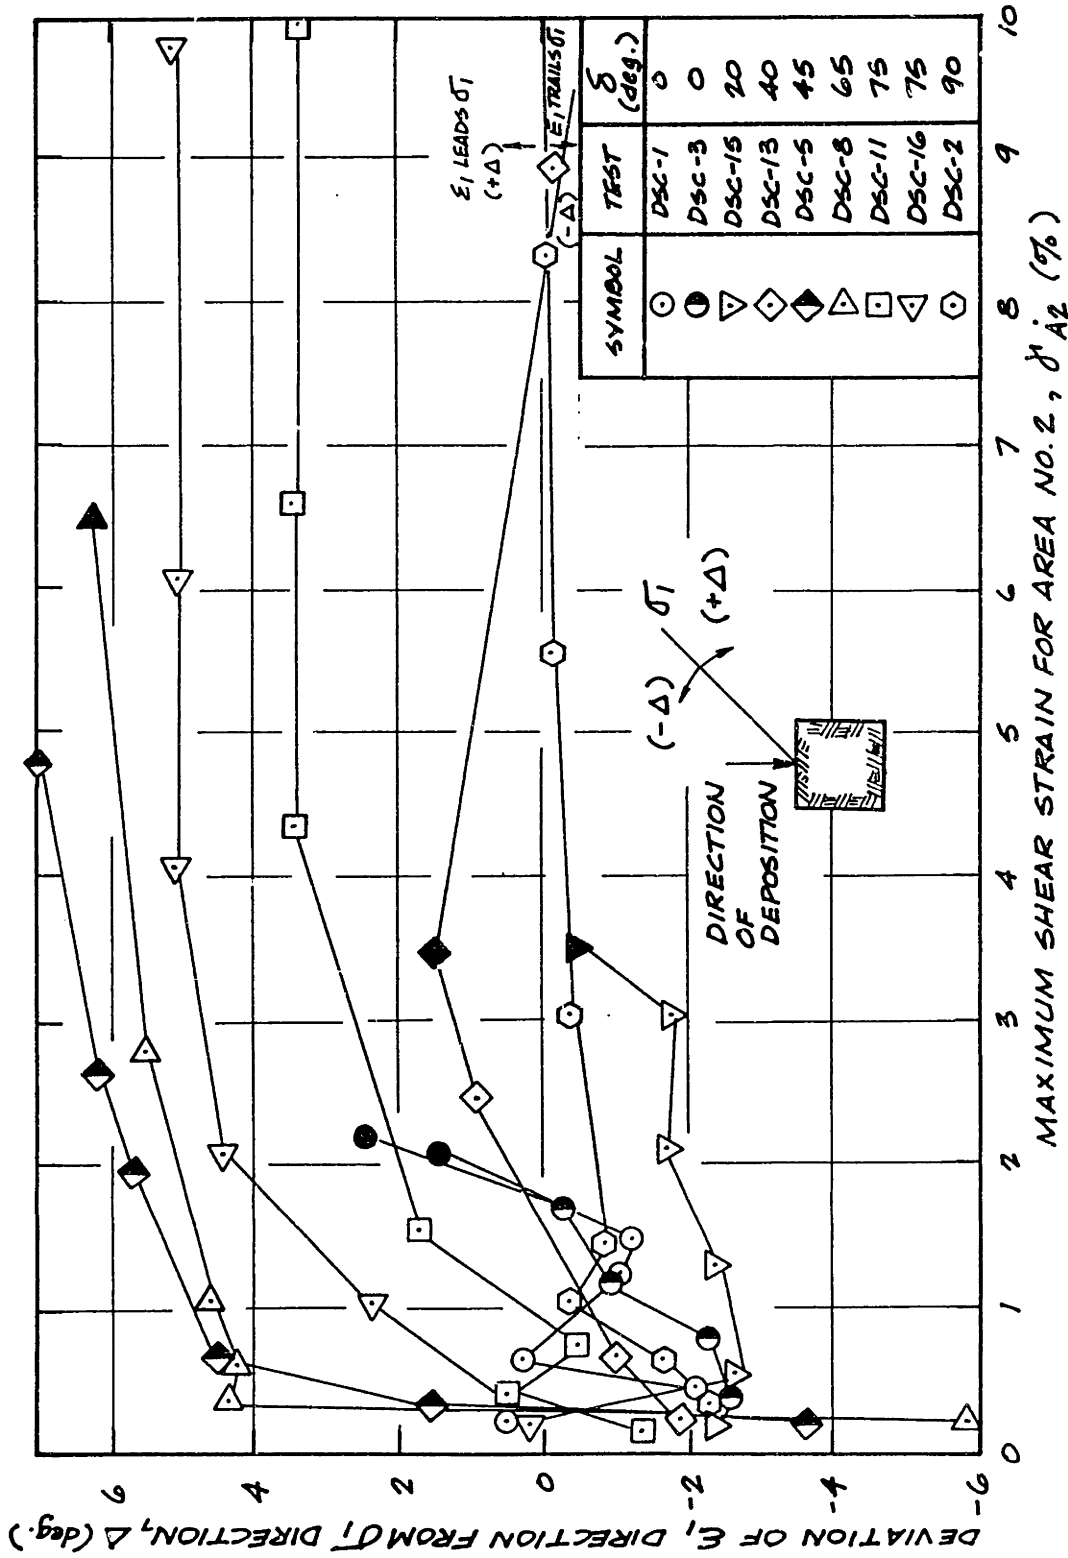 DEVIATION OF ε₁ DIRECTION FROM σ₁ DIRECTION, Δ (deg.)
6
4
2
0
-2
-4
-6
0
1
2
3
4
5
6
7
8
9
10
MAXIMUM SHEAR STRAIN FOR AREA NO. 2, γ̇A2 (%)
ε₁ LEADS σ₁
(+Δ)
ε₁ TRAILS σ₁
(-Δ)
SYMBOL TEST δ (deg.)
DSC-1 0
DSC-3 0
DSC-15 20
DSC-13 40
DSC-5 45
DSC-8 65
DSC-11 75
DSC-16 75
DSC-2 90
DIRECTION
OF
DEPOSITION
(-Δ)
σ₁
(+Δ)